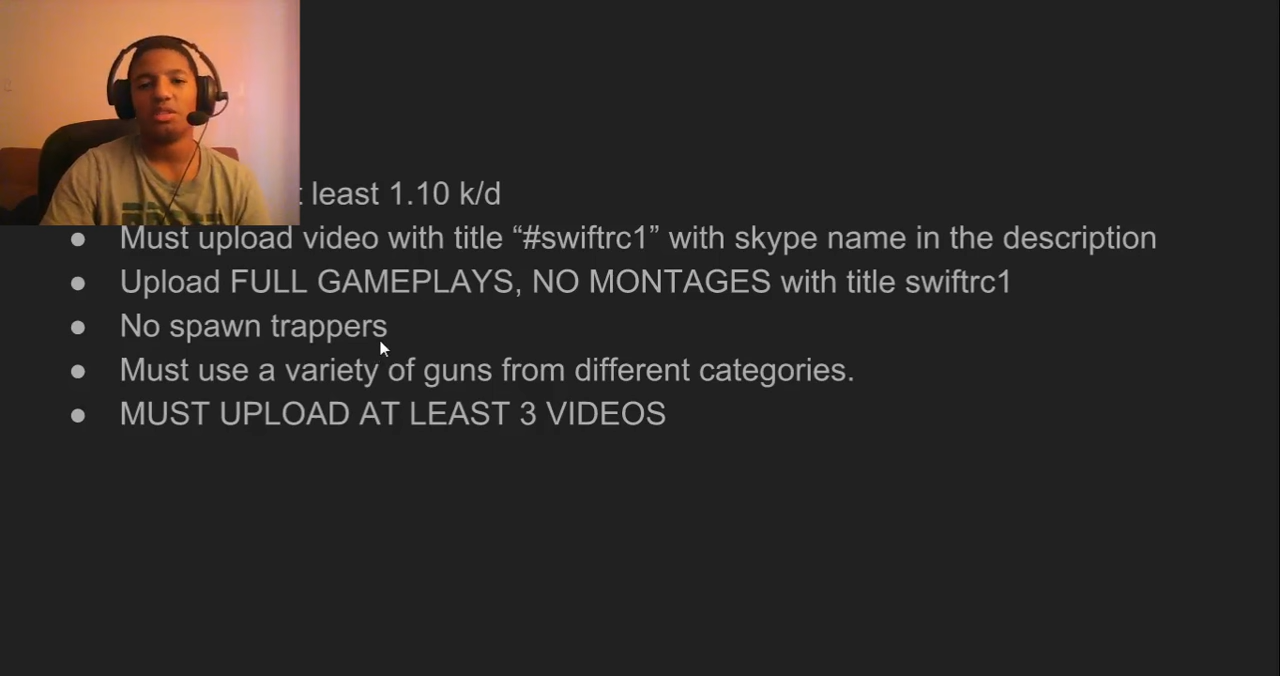 t least 1.10 k/d
● Must upload video with title “#swiftrc1” with skype name in the description
● Upload FULL GAMEPLAYS, NO MONTAGES with title swiftrc1
● No spawn trappers
● Must use a variety of guns from different categories.
● MUST UPLOAD AT LEAST 3 VIDEOS